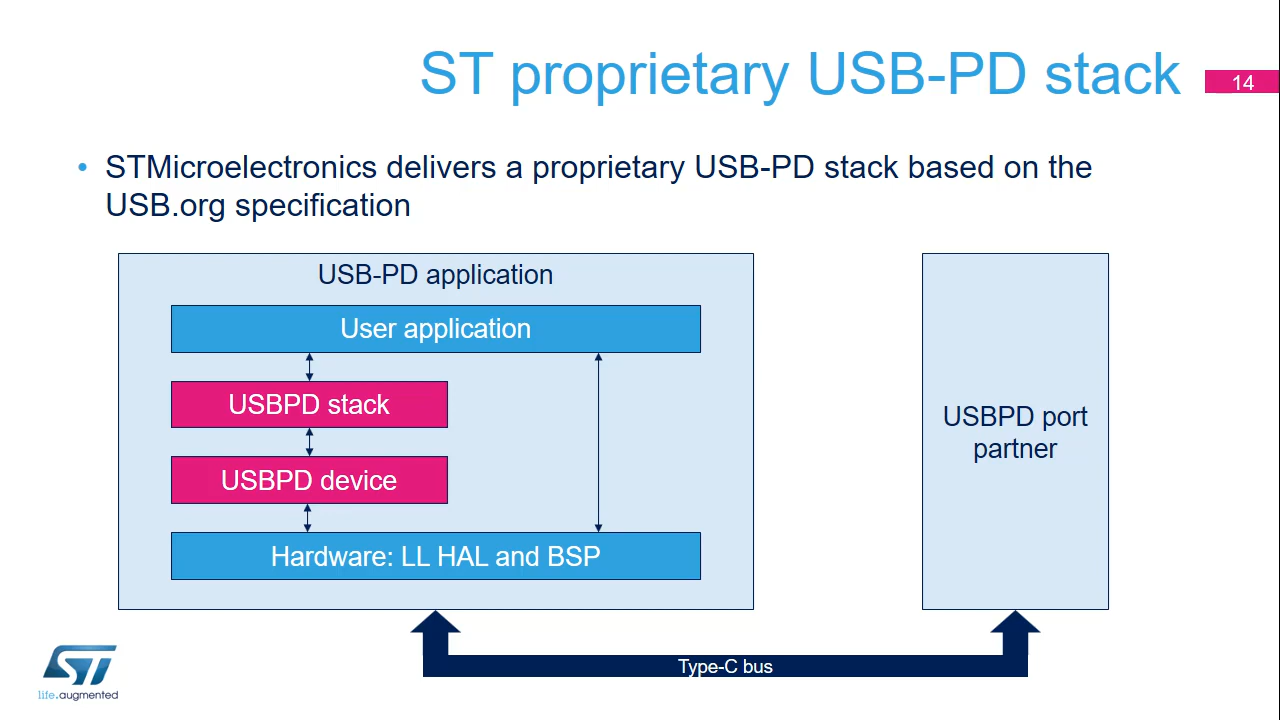 ST proprietary USB-PD stack
14
• STMicroelectronics delivers a proprietary USB-PD stack based on the
USB.org specification
USB-PD application
User application
USBPD stack
USBPD device
Hardware: LL HAL and BSP
USBPD port
partner
Type-C bus
ST
life.augmented